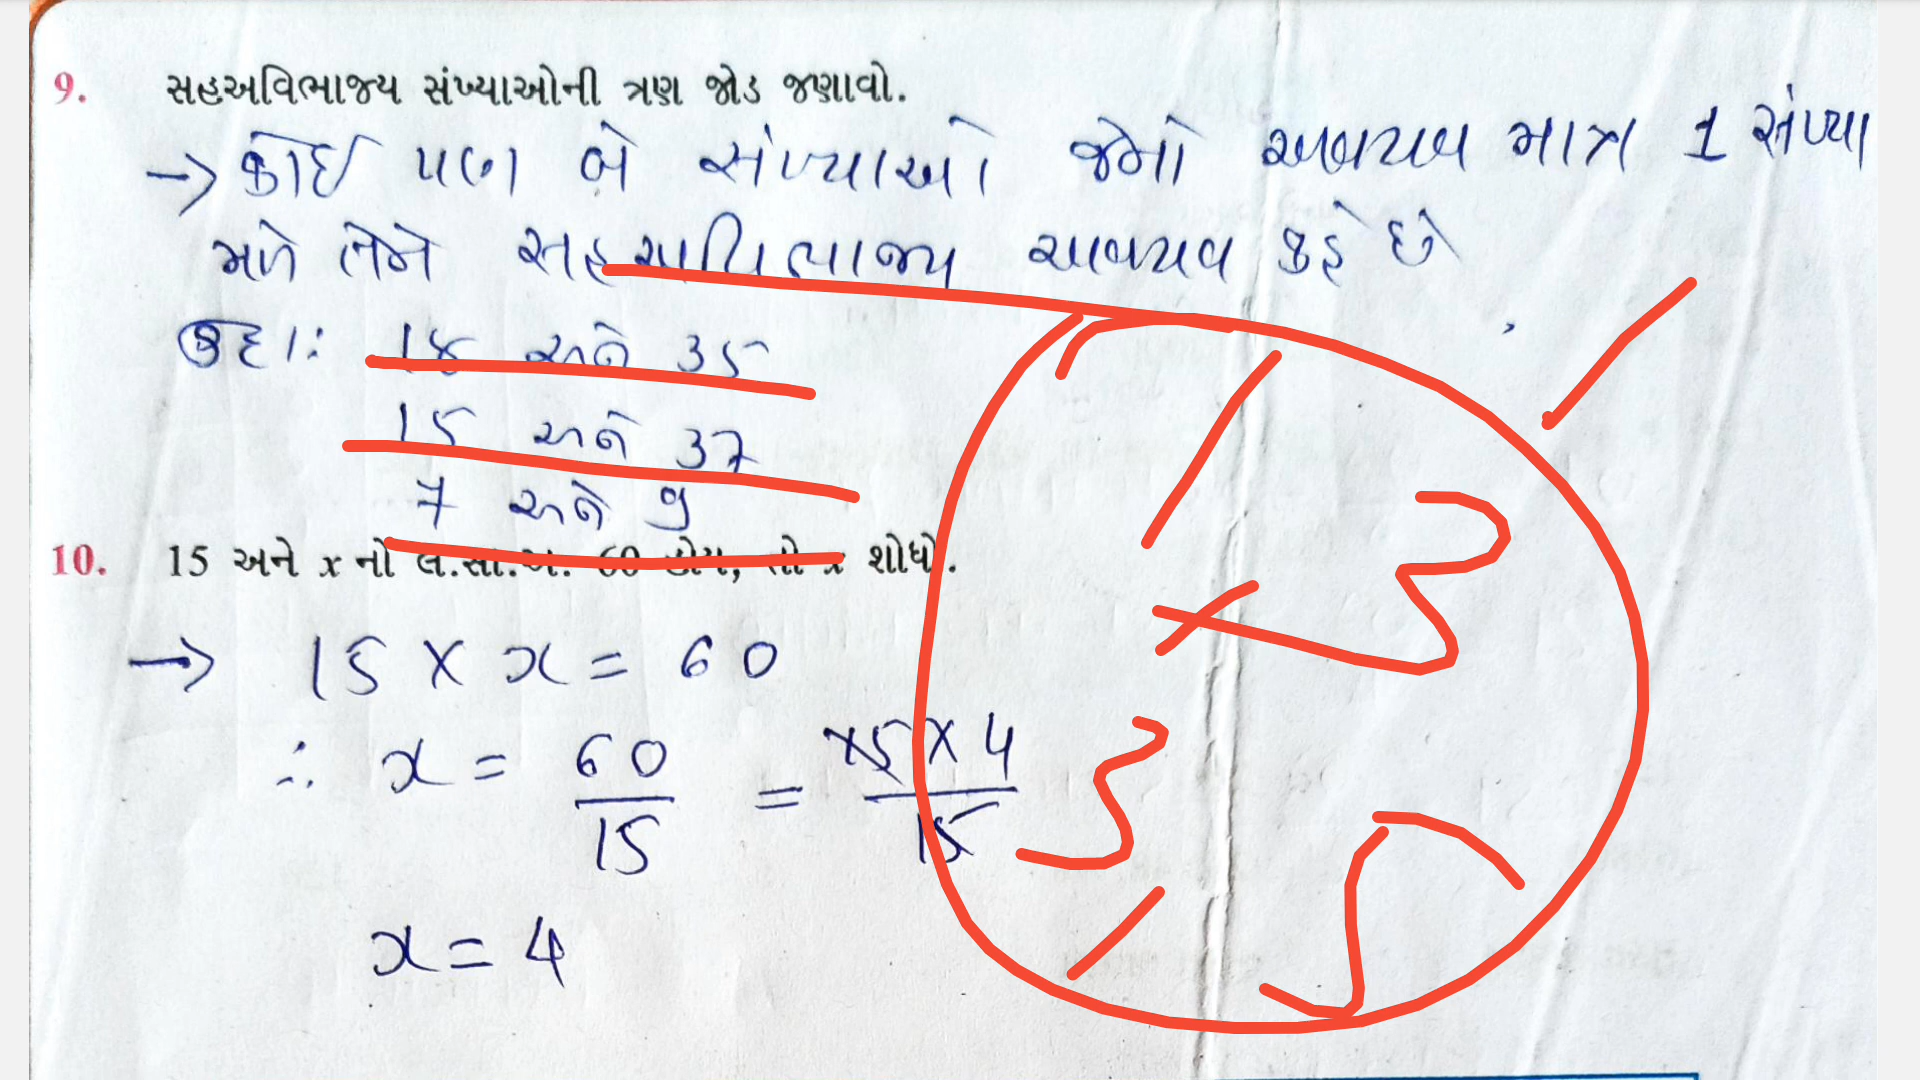 9. સહઅવિભાજ્ય સંખ્યાઓની ત્રણ જોડ જણાવો.
→ કોઈ પણ બે સંખ્યાઓ જેમાં અવયવ માત્ર 1 સંખ્યા
મળે તેને સહઅવિભાજ્ય અવયવ કહે છે
ઉદા: 18 અને 35
15 અને 37
7 અને 9
10. 15 અને x નો લ.સા.અ. 60 હોય, તો x શોધો.
→ 15 × x = 60
∴ x = 60/15 = 15 × 4/15
x = 4